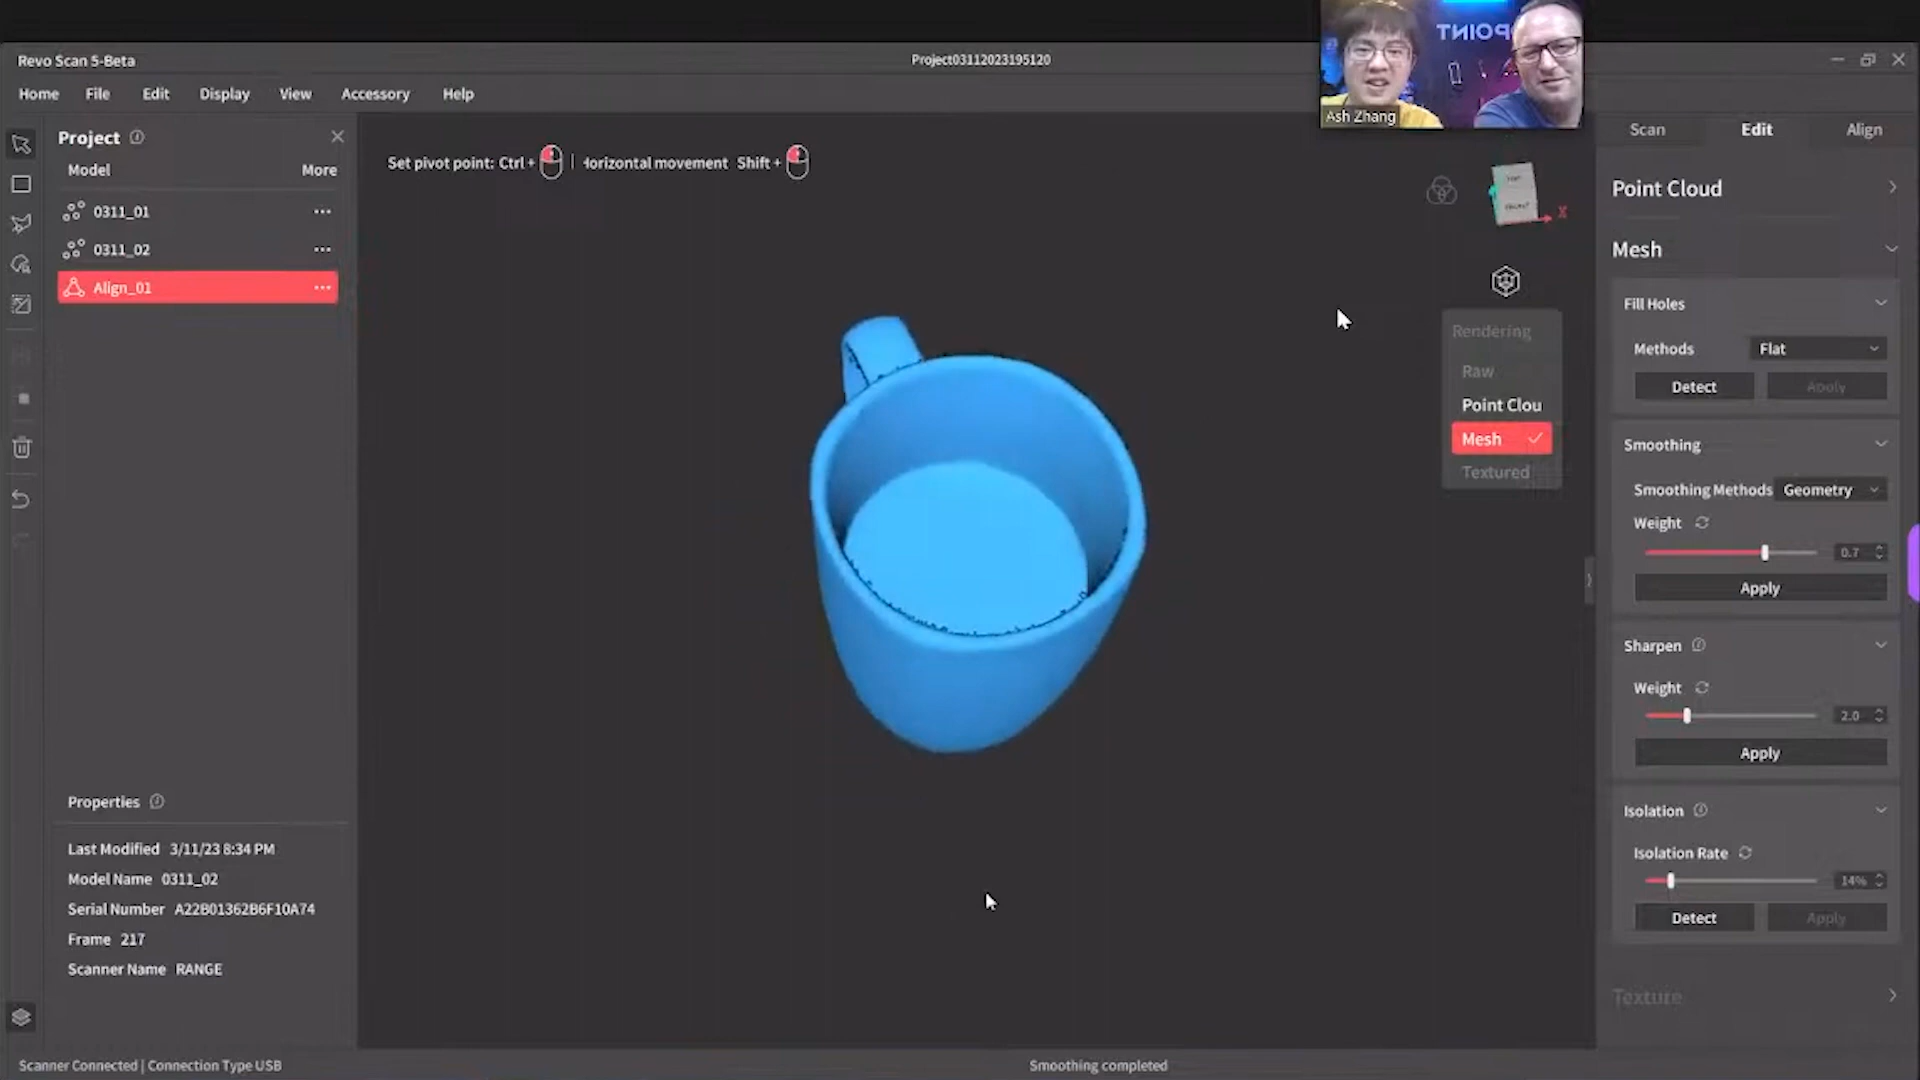 Revo Scan 5-Beta
Project03112023195120
Home File Edit Display View Accessory Help
TИIOꟼ
Ash Zhang
Project
Model More
0311_01
0311_02
Align_01
Set pivot point: Ctrl + | Horizontal movement Shift +
X
Rendering
Raw
Point Clou
Mesh
Textured
Scan Edit Align
Point Cloud
Mesh
Fill Holes
Methods Flat
Detect Apply
Smoothing
Smoothing Methods Geometry
Weight
0.7
Apply
Sharpen
Weight
2.0
Apply
Isolation
Isolation Rate
14%
Detect Apply
Texture
Properties
Last Modified 3/11/23 8:34 PM
Model Name 0311_02
Serial Number A22B01362B6F10A74
Frame 217
Scanner Name RANGE
Scanner Connected | Connection Type USB
Smoothing completed